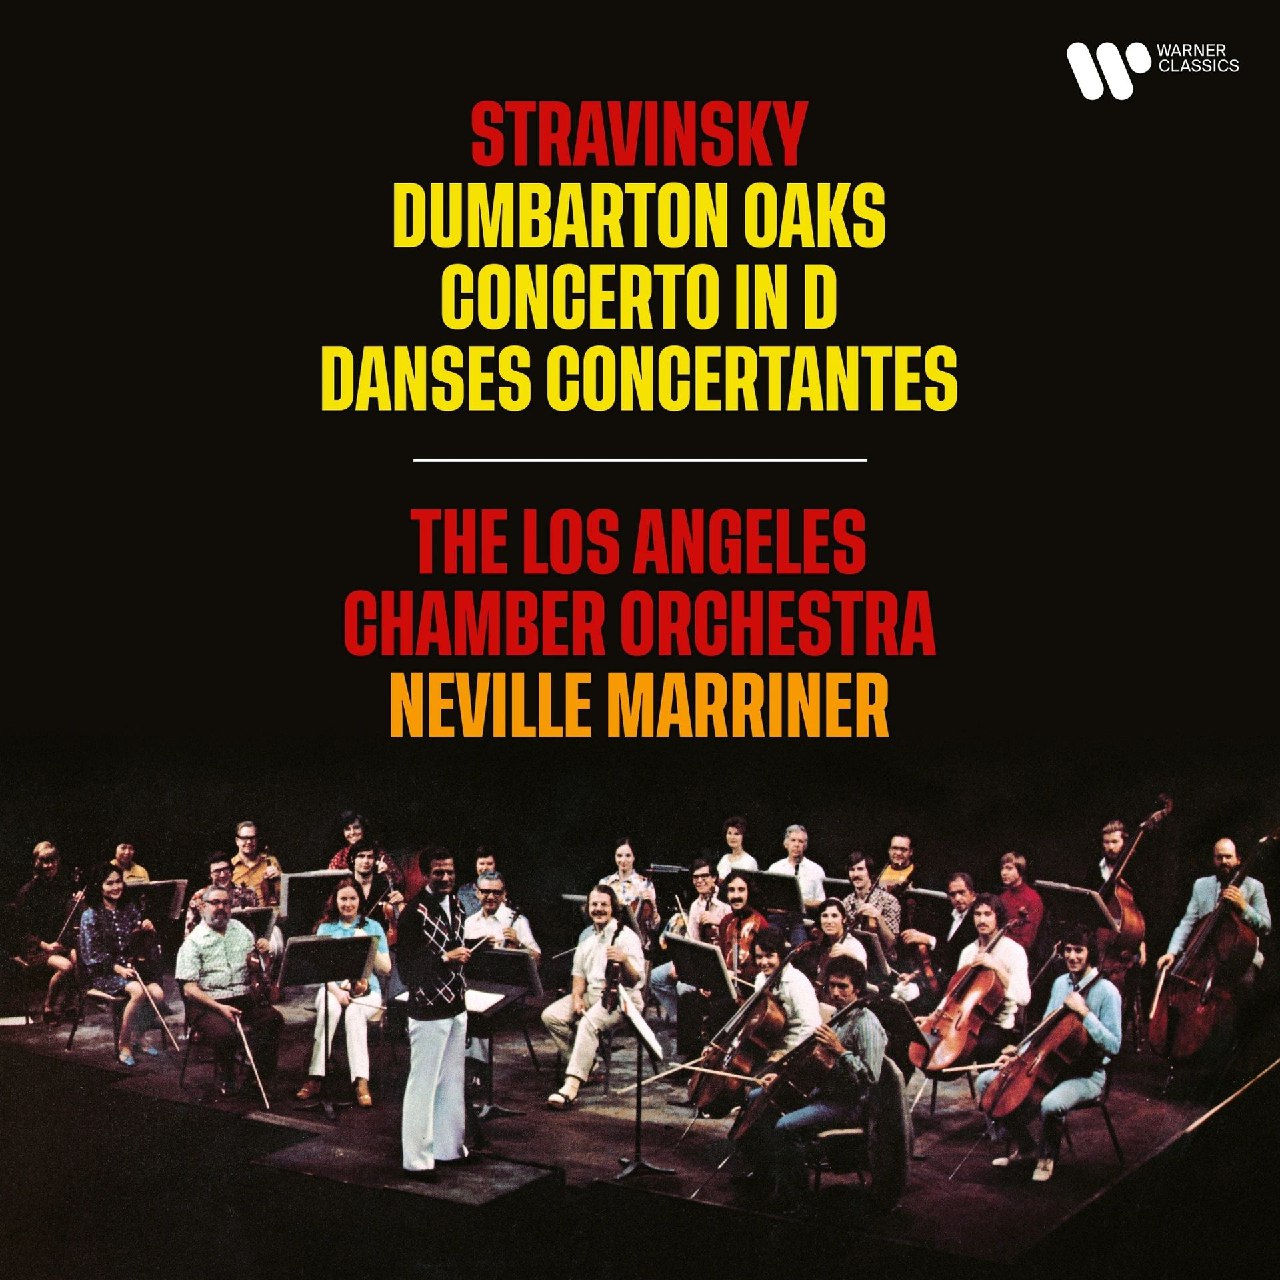 WARNER
CLASSICS
STRAVINSKY
DUMBARTON OAKS
CONCERTO IN D
DANSES CONCERTANTES
THE LOS ANGELES
CHAMBER ORCHESTRA
NEVILLE MARRINER